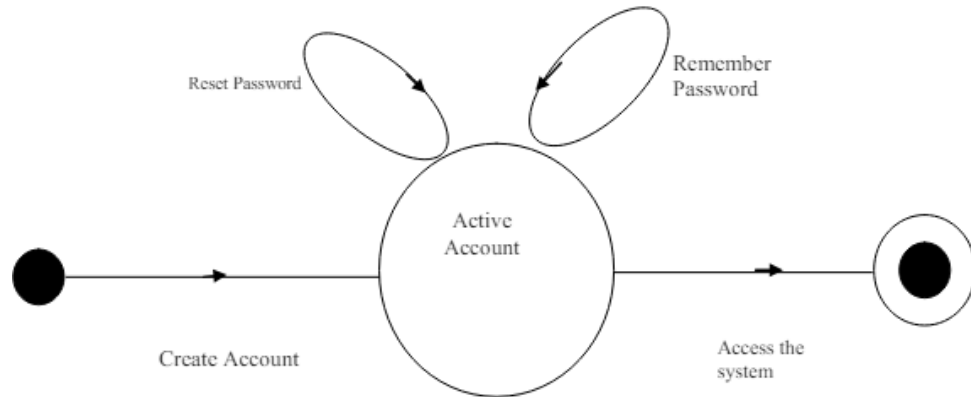 Reset Password
Remember
Password
Active
Account
Create Account
Access the
system